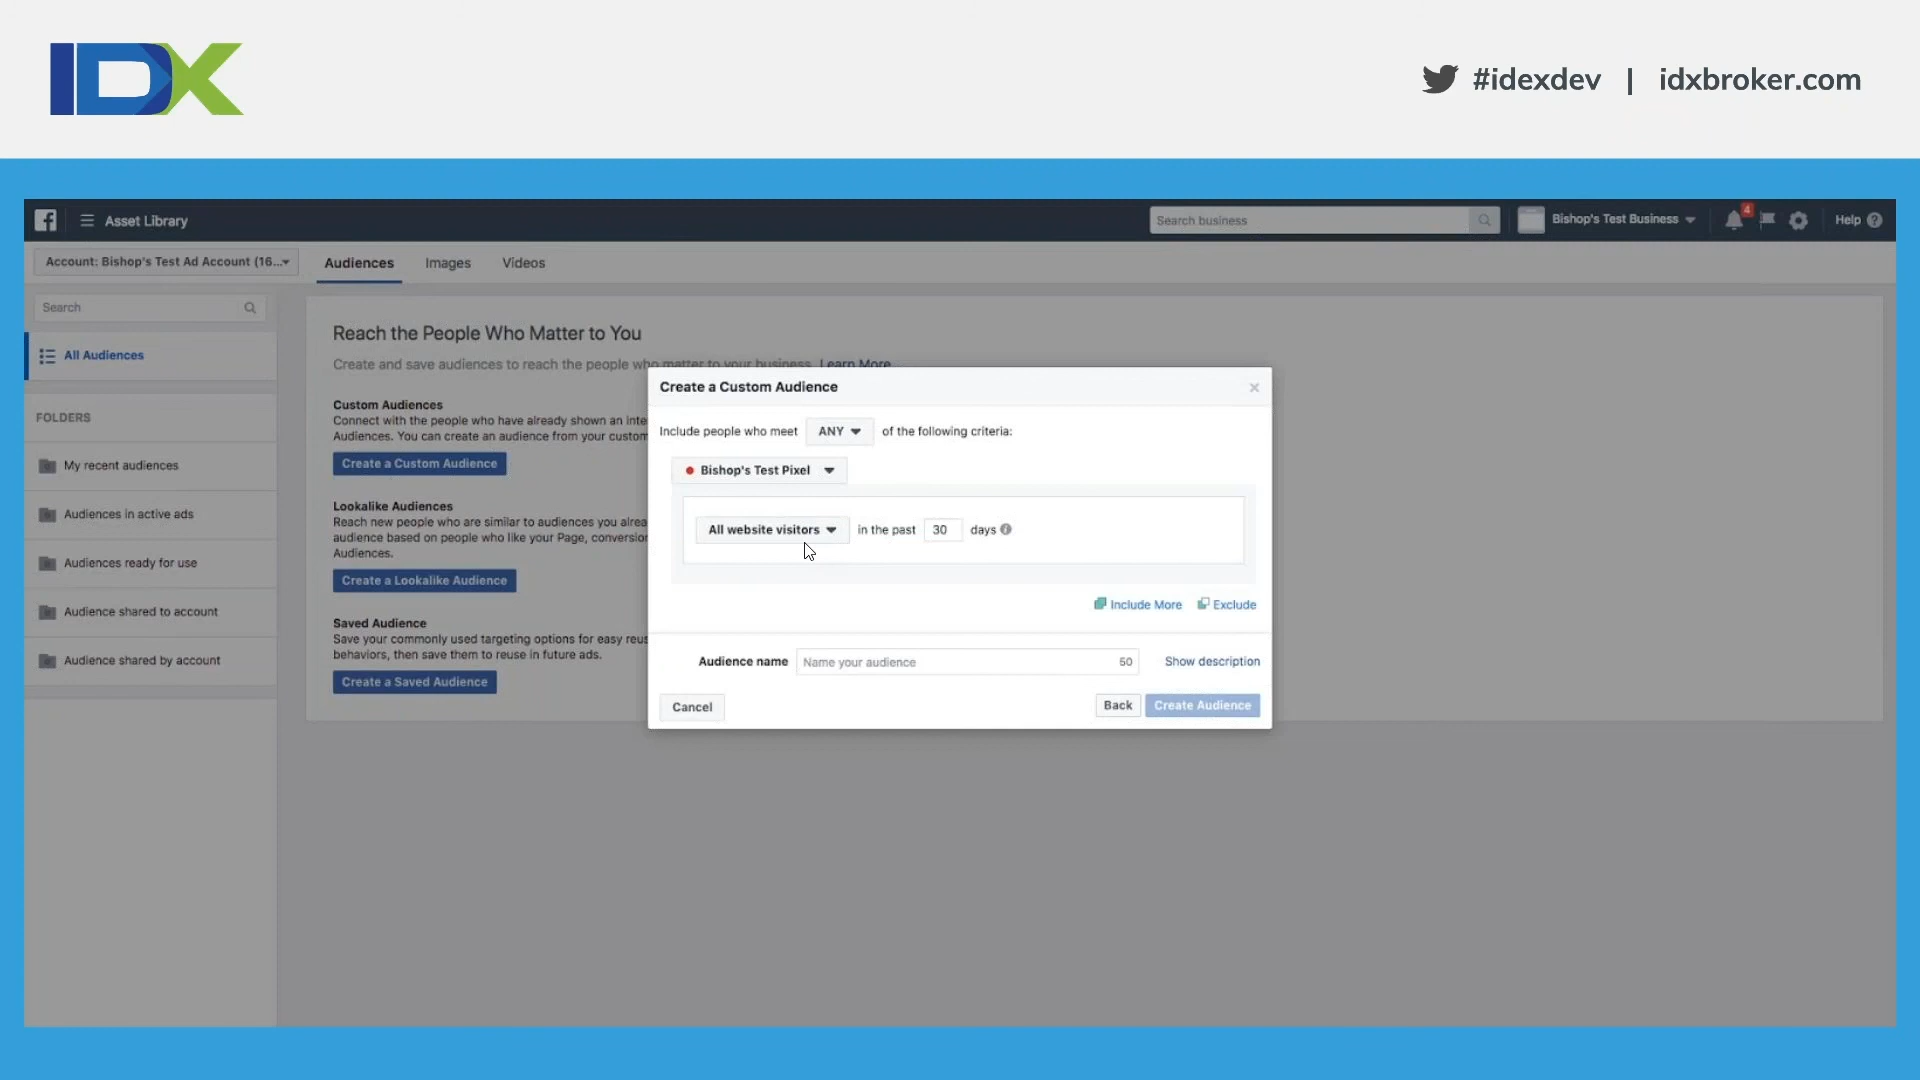 IDX
#idexdev | idxbroker.com
Asset Library
Search business
Bishop's Test Business
4
Help
Account: Bishop's Test Ad Account (16...
Audiences
Images
Videos
Search
All Audiences
FOLDERS
My recent audiences
Audiences in active ads
Audiences ready for use
Audience shared to account
Audience shared by account
Reach the People Who Matter to You
Create and save audiences to reach the people who matter to your business. Learn More
Custom Audiences
Connect with the people who have already shown an inte
Audiences. You can create an audience from your custom
Create a Custom Audience
Lookalike Audiences
Reach new people who are similar to audiences you alrea
audience based on people who like your Page, conversion
Audiences.
Create a Lookalike Audience
Saved Audience
Save your commonly used targeting options for easy reus
behaviors, then save them to reuse in future ads.
Create a Saved Audience
Create a Custom Audience
Include people who meet ANY of the following criteria:
Bishop's Test Pixel
All website visitors in the past 30 days
Include More
Exclude
Audience name
Name your audience
50
Show description
Cancel
Back
Create Audience